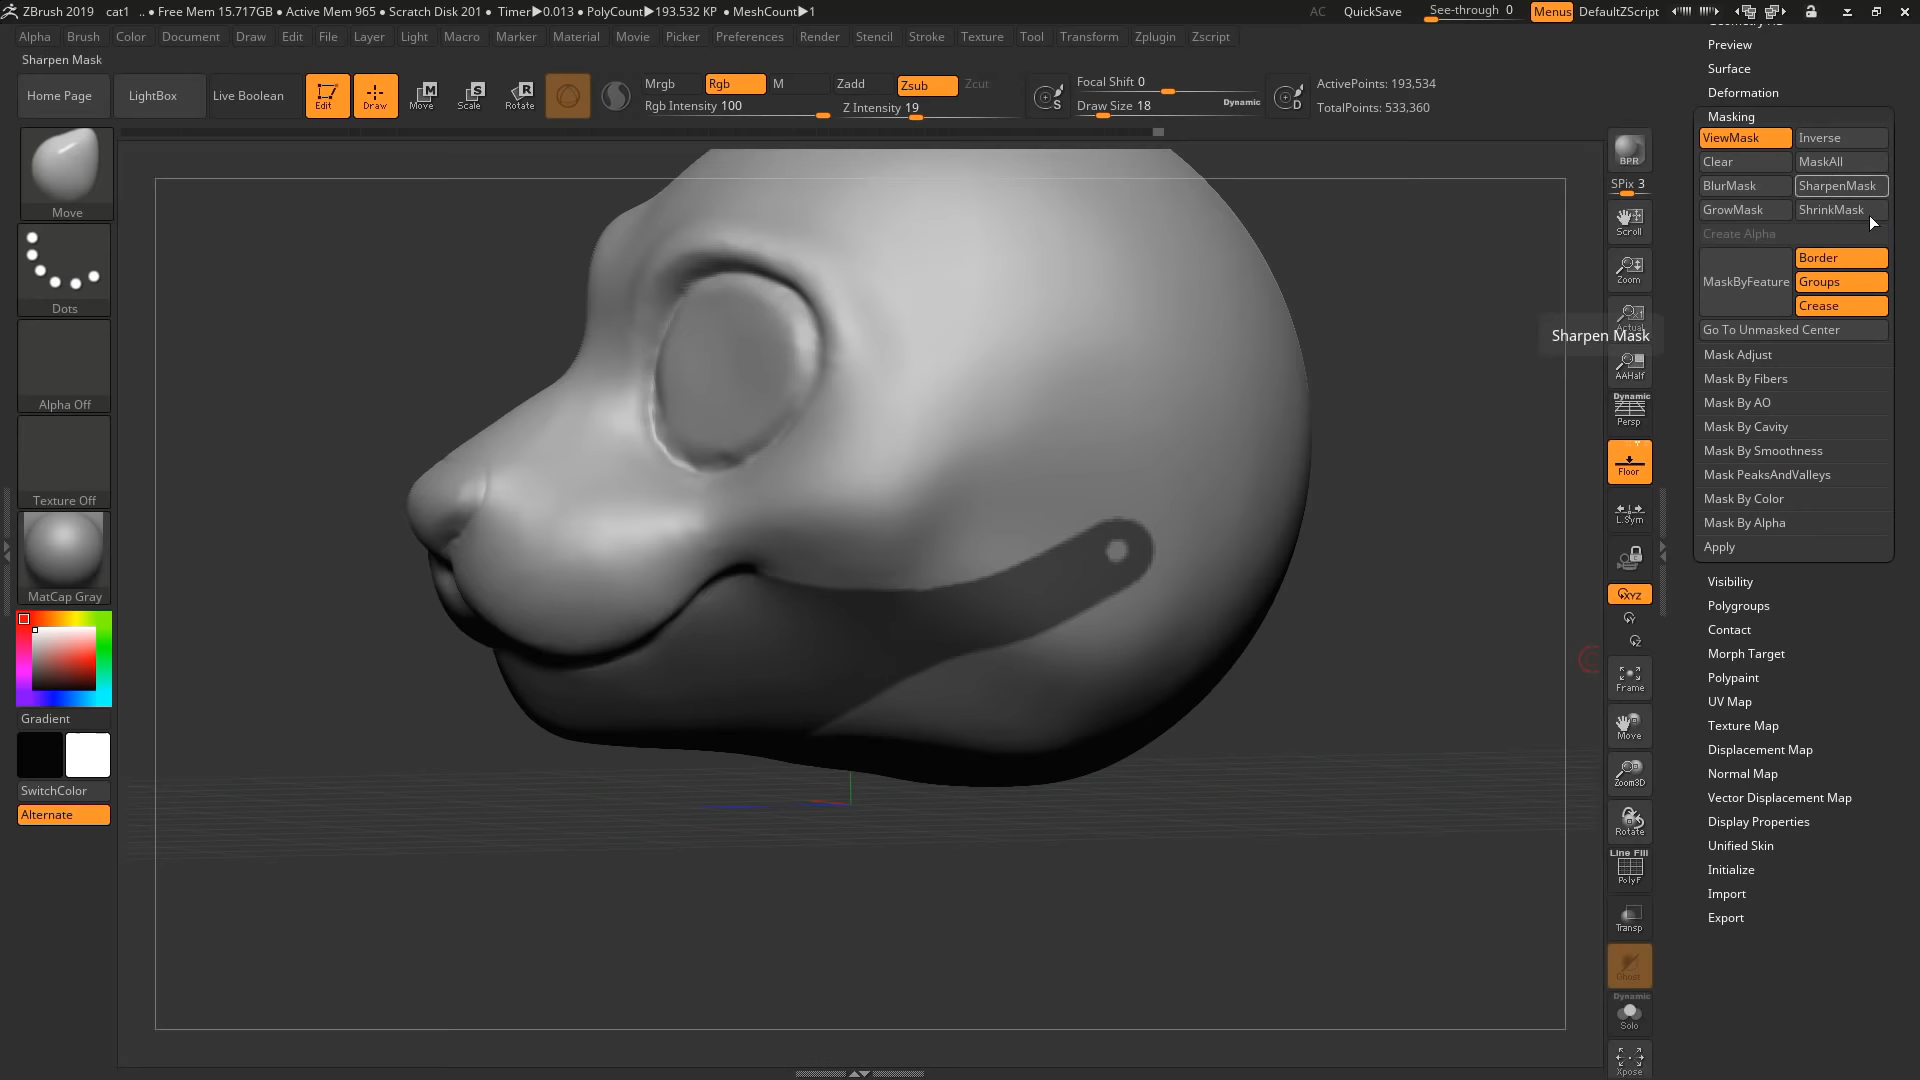 ZBrush 2019 cat1 .. • Free Mem 15.717GB • Active Mem 965 • Scratch Disk 201 • Timer▶0.013 • PolyCount▶193.532 KP • MeshCount▶1 AC QuickSave See-through 0 Menus DefaultZScript
Alpha Brush Color Document Draw Edit File Layer Light Macro Marker Material Movie Picker Preferences Render Stencil Stroke Texture Tool Transform Zplugin Zscript
Sharpen Mask
Home Page LightBox Live Boolean Edit Draw Move Scale Rotate
Mrgb Rgb M Zadd Zsub Zcut
Rgb Intensity 100 Z Intensity 19
Focal Shift 0
Draw Size 18 Dynamic
ActivePoints: 193,534
TotalPoints: 533,360
Move
Dots
Alpha Off
Texture Off
MatCap Gray
Gradient
SwitchColor
Alternate
Sharpen Mask
BPR
SPix 3
Scroll
Zoom
Actual
AAHalf
Dynamic
Persp
Floor
L.Sym
XYZ
Y
Z
Frame
Move
Zoom3D
Rotate
Line Fill
PolyF
Transp
Ghost
Dynamic
Solo
Xpose
Preview
Surface
Deformation
Masking
ViewMask Inverse
Clear MaskAll
BlurMask SharpenMask
GrowMask ShrinkMask
Create Alpha
MaskByFeature
Border
Groups
Crease
Go To Unmasked Center
Mask Adjust
Mask By Fibers
Mask By AO
Mask By Cavity
Mask By Smoothness
Mask PeaksAndValleys
Mask By Color
Mask By Alpha
Apply
Visibility
Polygroups
Contact
Morph Target
Polypaint
UV Map
Texture Map
Displacement Map
Normal Map
Vector Displacement Map
Display Properties
Unified Skin
Initialize
Import
Export